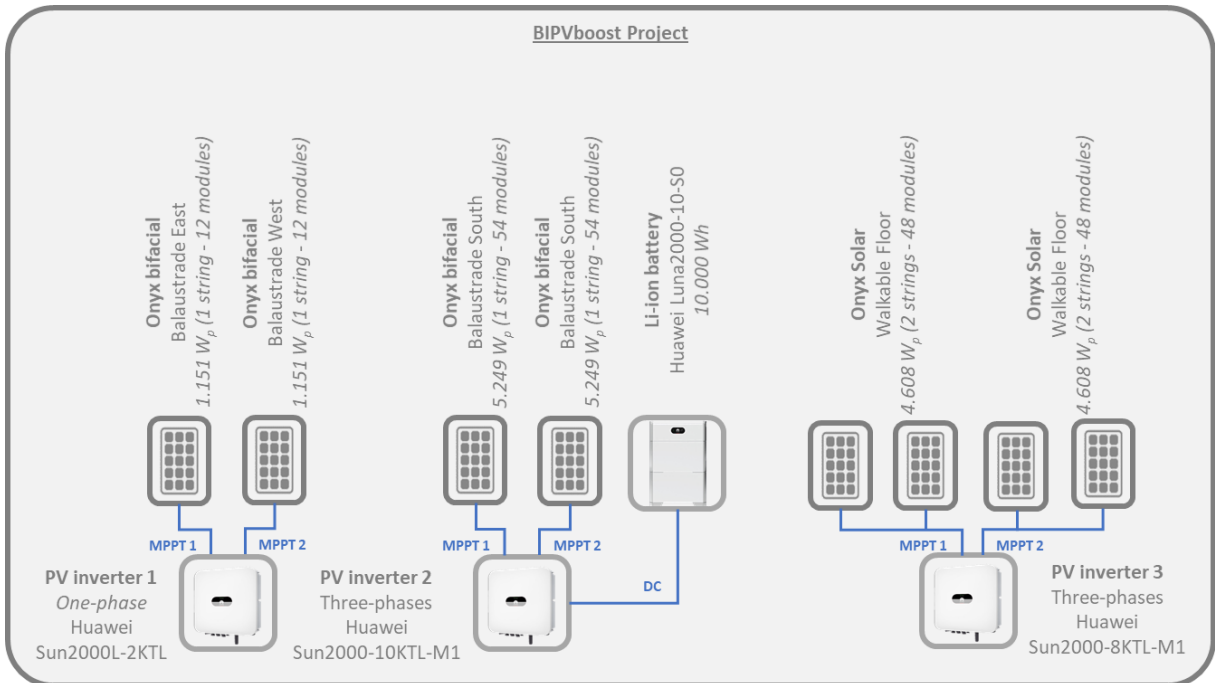 BIPVboost Project
Onyx bifacial
Balaustrade East
1.151 Wp (1 string - 12 modules)
Onyx bifacial
Balaustrade West
1.151 Wp (1 string - 12 modules)
Onyx bifacial
Balaustrade South
5.249 Wp (1 string - 54 modules)
Onyx bifacial
Balaustrade South
5.249 Wp (1 string - 54 modules)
Li-ion battery
Huawei Luna2000-10-S0
10.000 Wh
Onyx Solar
Walkable Floor
4.608 Wp (2 strings - 48 modules)
Onyx Solar
Walkable Floor
4.608 Wp (2 strings - 48 modules)
MPPT 1
MPPT 2
MPPT 1
MPPT 2
DC
MPPT 1
MPPT 2
PV inverter 1
One-phase
Huawei
Sun2000L-2KTL
PV inverter 2
Three-phases
Huawei
Sun2000-10KTL-M1
PV inverter 3
Three-phases
Huawei
Sun2000-8KTL-M1